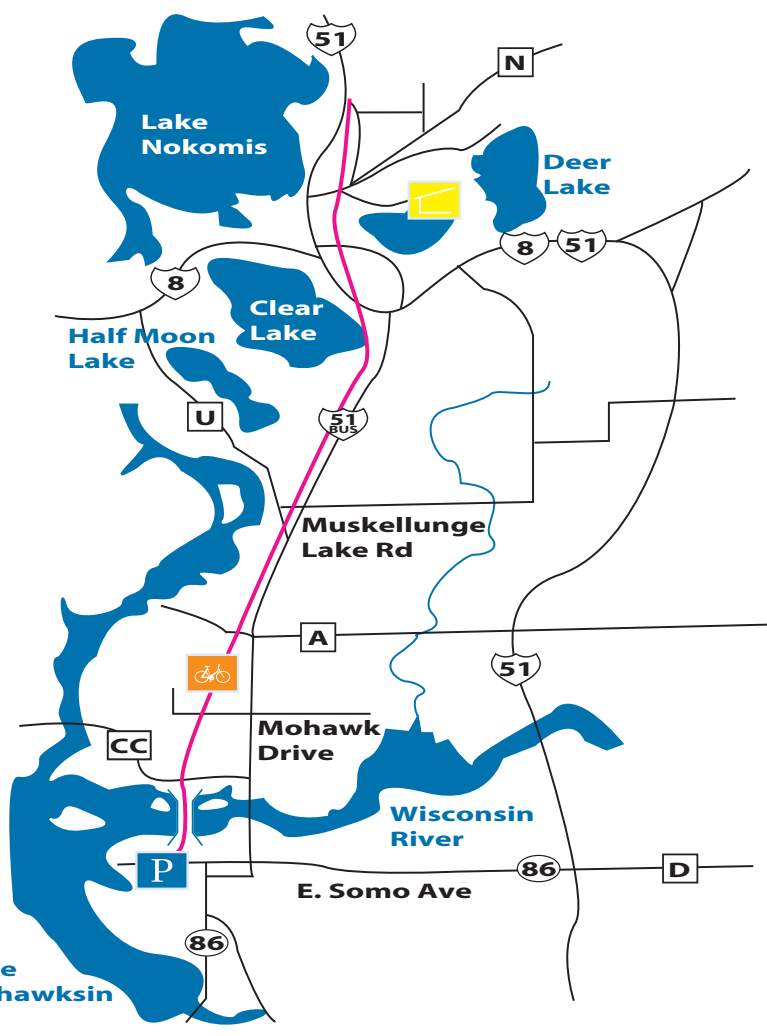 51
N
Lake
Nokomis
Deer
Lake
8
51
8
Clear
Lake
Half Moon
Lake
U
51
BUS
Muskellunge
Lake Rd
A
51
Mohawk
Drive
CC
Wisconsin
River
P
86
D
E. Somo Ave
86
e
hawksin